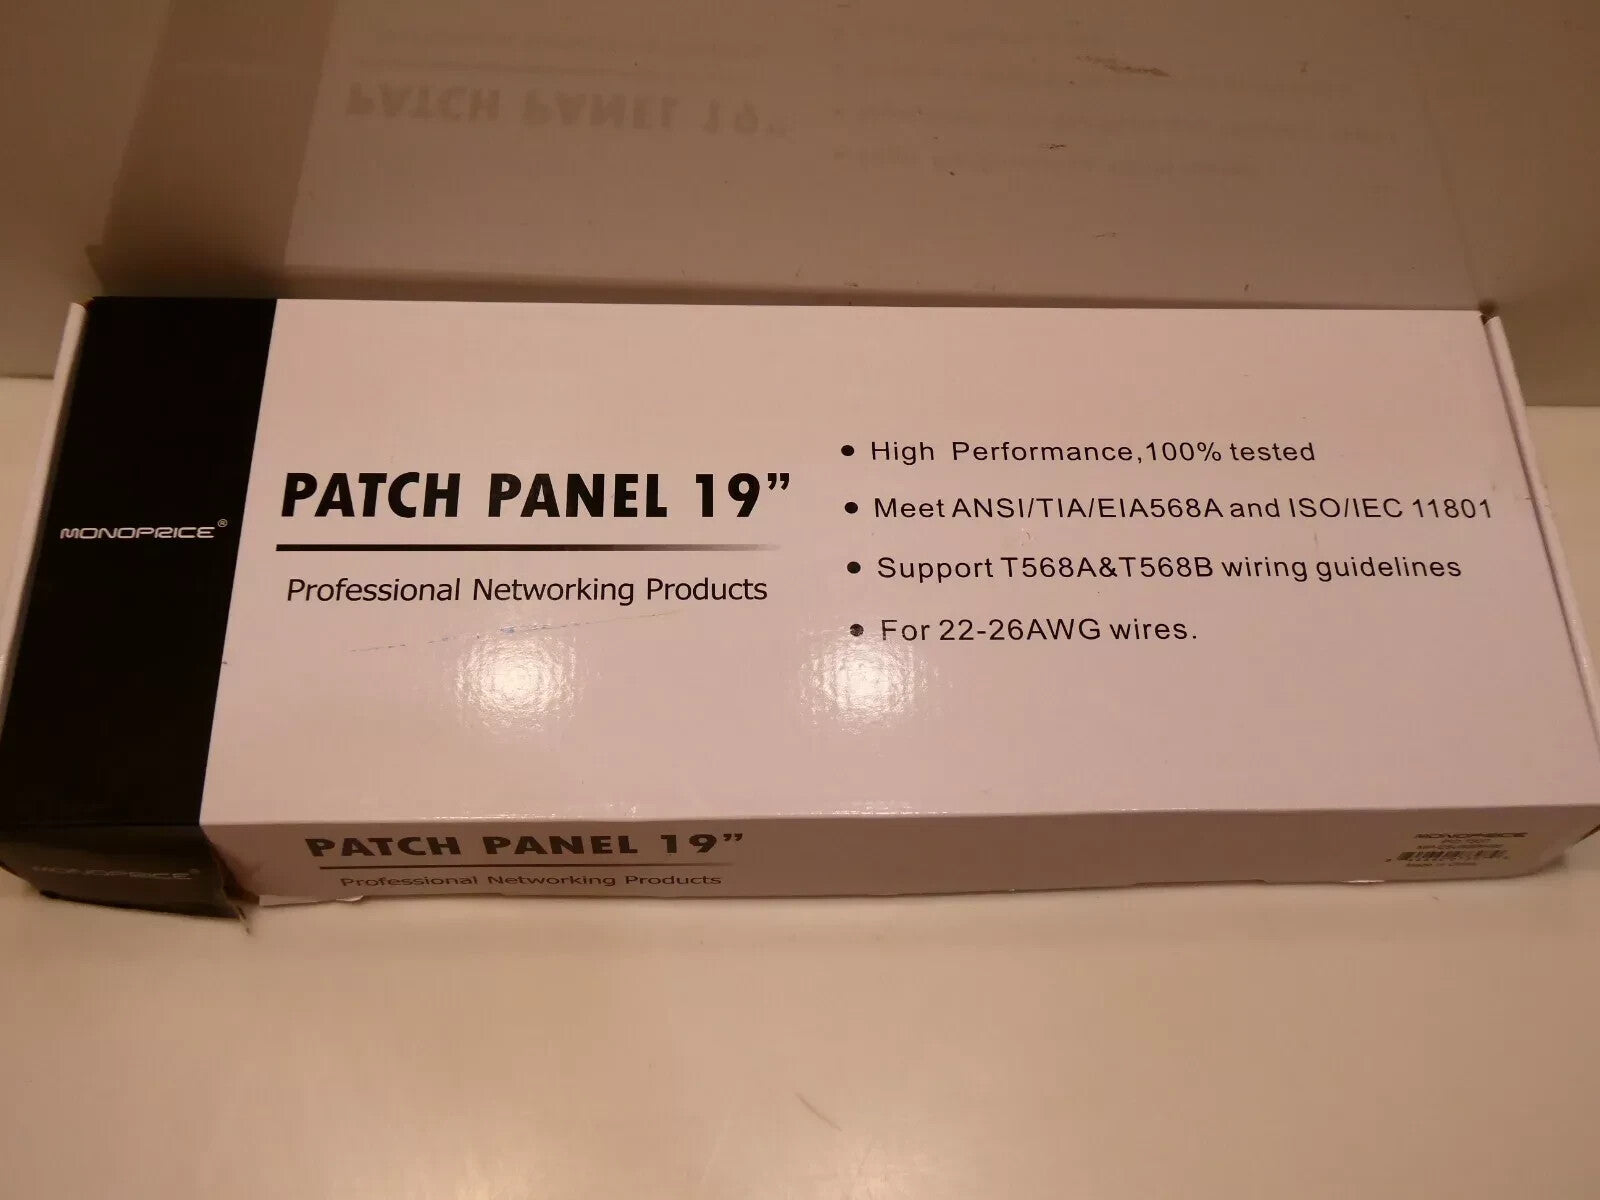 PATCH PANEL 19”
MONOPRICE®
PATCH PANEL 19”
Professional Networking Products
• High Performance,100% tested
• Meet ANSI/TIA/EIA568A and ISO/IEC 11801
• Support T568A&T568B wiring guidelines
• For 22-26AWG wires.
MONOPRICE®
PATCH PANEL 19”
Professional Networking Products
MONOPRICE